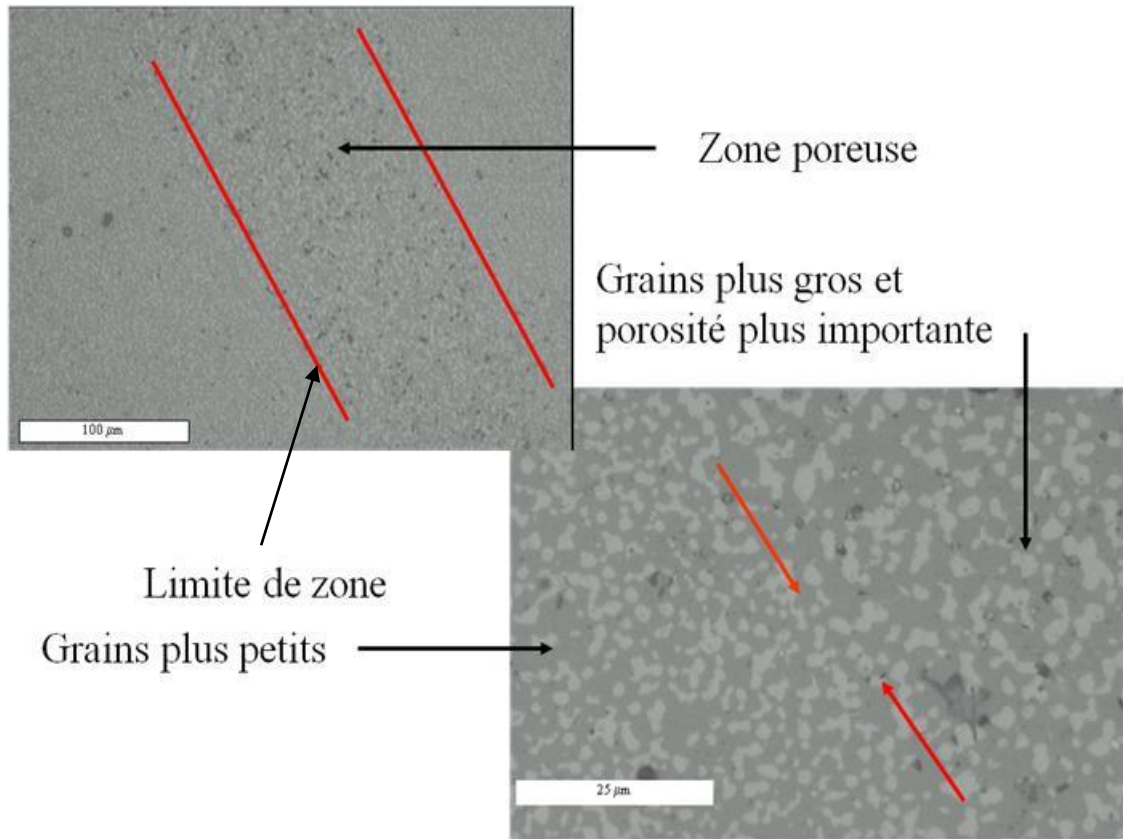 Zone poreuse
Grains plus gros et
porosité plus importante
100 µm
Limite de zone
Grains plus petits
25 µm